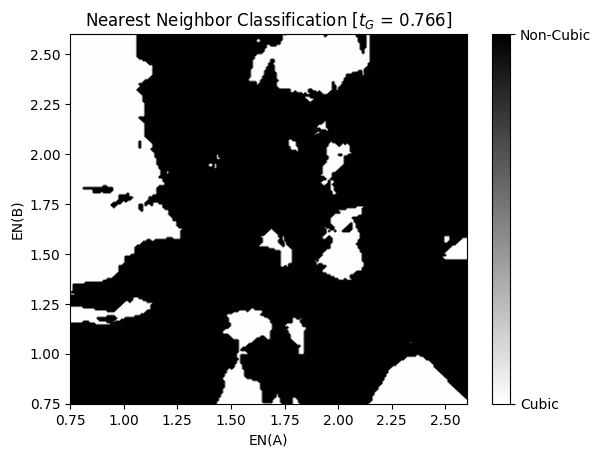 Nearest Neighbor Classification [t_G = 0.766]
Non-Cubic
2.50
2.25
2.00
1.75
1.50
1.25
1.00
0.75
EN(B)
Cubic
0.75 1.00 1.25 1.50 1.75 2.00 2.25 2.50
EN(A)